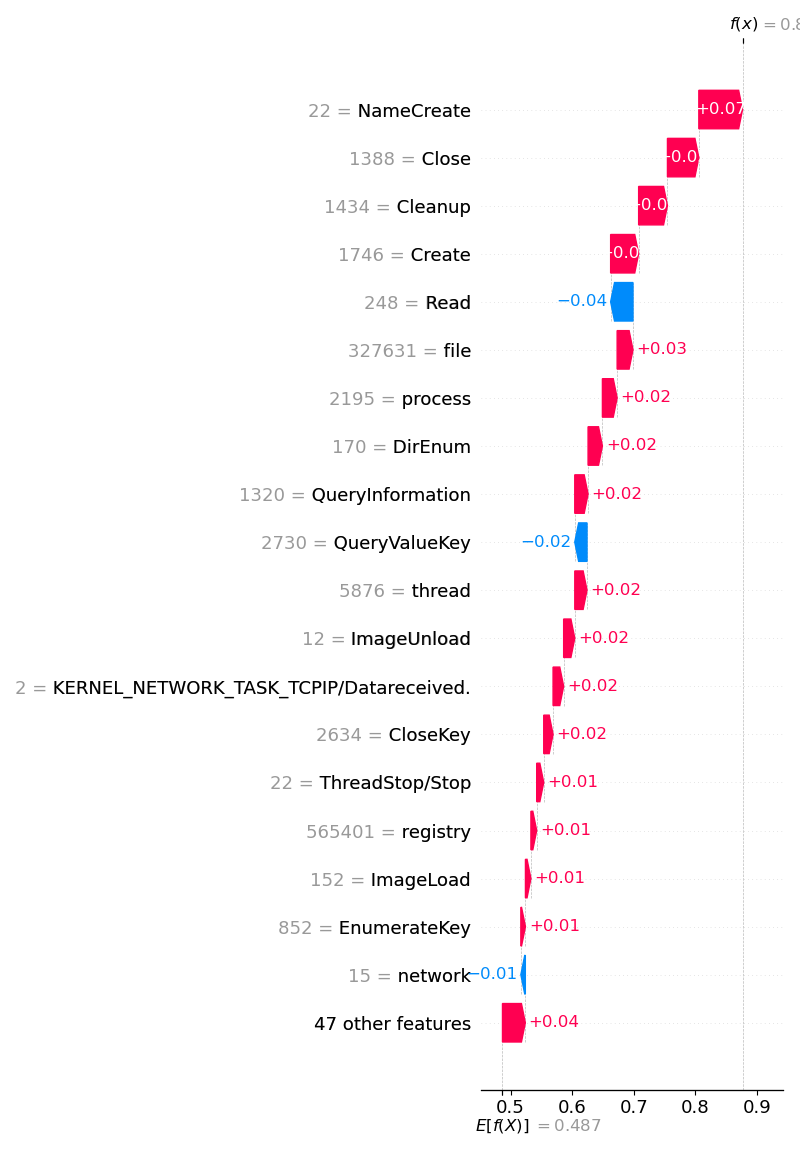 f(x) = 0.8
22 = NameCreate
+0.07
1388 = Close
+0.0
1434 = Cleanup
+0.0
1746 = Create
+0.0
248 = Read
−0.04
327631 = file
+0.03
2195 = process
+0.02
170 = DirEnum
+0.02
1320 = QueryInformation
+0.02
2730 = QueryValueKey
−0.02
5876 = thread
+0.02
12 = ImageUnload
+0.02
2 = KERNEL_NETWORK_TASK_TCPIP/Datareceived.
+0.02
2634 = CloseKey
+0.02
22 = ThreadStop/Stop
+0.01
565401 = registry
+0.01
152 = ImageLoad
+0.01
852 = EnumerateKey
+0.01
15 = network
−0.01
47 other features
+0.04
0.5 0.6 0.7 0.8 0.9
E[f(X)] = 0.487